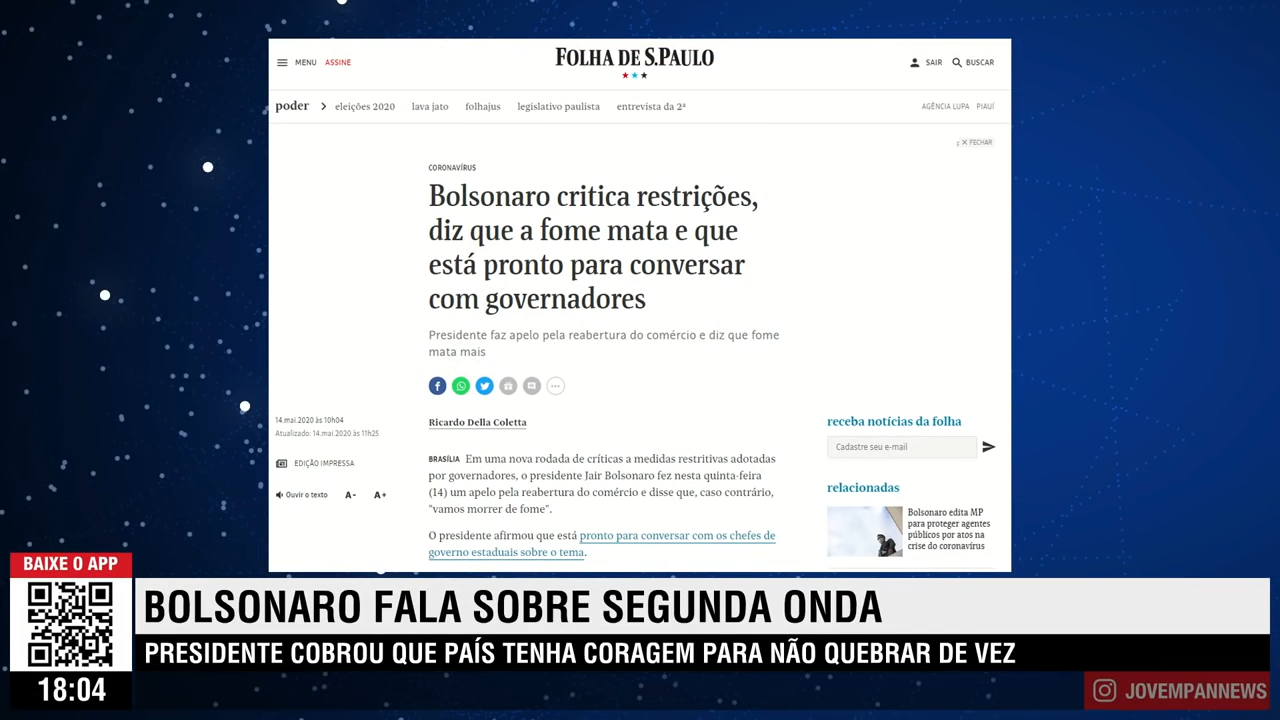 FOLHA DE S.PAULO
MENU ASSINE
SAIR BUSCAR
poder eleições 2020 lava jato folhajus legislativo paulista entrevista da 2ª
AGÊNCIA LUPA PIAUÍ
FECHAR
CORONAVÍRUS
Bolsonaro critica restrições,
diz que a fome mata e que
está pronto para conversar
com governadores
Presidente faz apelo pela reabertura do comércio e diz que fome
mata mais
14.mai.2020 às 10h04
Atualizado: 14.mai.2020 às 11h25
EDIÇÃO IMPRESSA
Ouvir o texto A- A+
Ricardo Della Coletta
BRASÍLIA Em uma nova rodada de críticas a medidas restritivas adotadas
por governadores, o presidente Jair Bolsonaro fez nesta quinta-feira
(14) um apelo pela reabertura do comércio e disse que, caso contrário,
"vamos morrer de fome".
O presidente afirmou que está pronto para conversar com os chefes de
governo estaduais sobre o tema.
receba notícias da folha
Cadastre seu e-mail
relacionadas
Bolsonaro edita MP
para proteger agentes
públicos por atos na
crise do coronavírus
BAIXE O APP
18:04
BOLSONARO FALA SOBRE SEGUNDA ONDA
PRESIDENTE COBROU QUE PAÍS TENHA CORAGEM PARA NÃO QUEBRAR DE VEZ
JOVEMPANNEWS